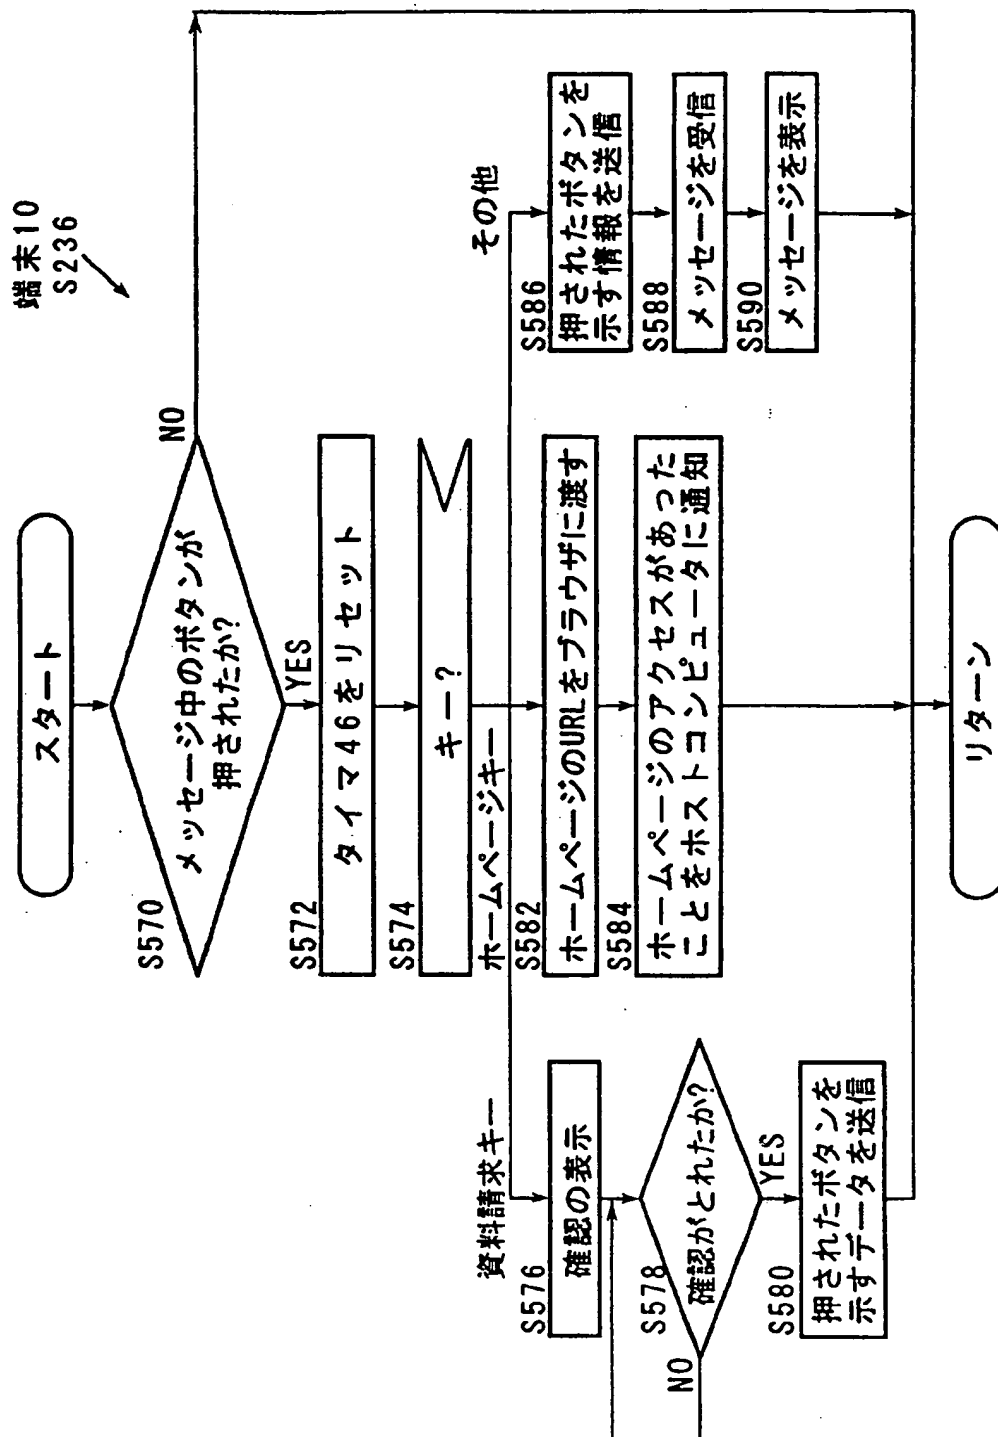 端末10
S236
スタート
S570
メッセージ中のボタンが
押されたか?
NO
YES
S572
タイマ46をリセット
S574
キー?
資料請求キー
ホームページキー
その他
S576
確認の表示
S578
確認がとれたか?
NO
YES
S580
押されたボタンを
示すデータを送信
S582
ホームページのURLをブラウザに渡す
S584
ホームページのアクセスがあった
ことをホストコンピュータに通知
S586
押されたボタンを
示す情報を送信
S588
メッセージを受信
S590
メッセージを表示
リターン